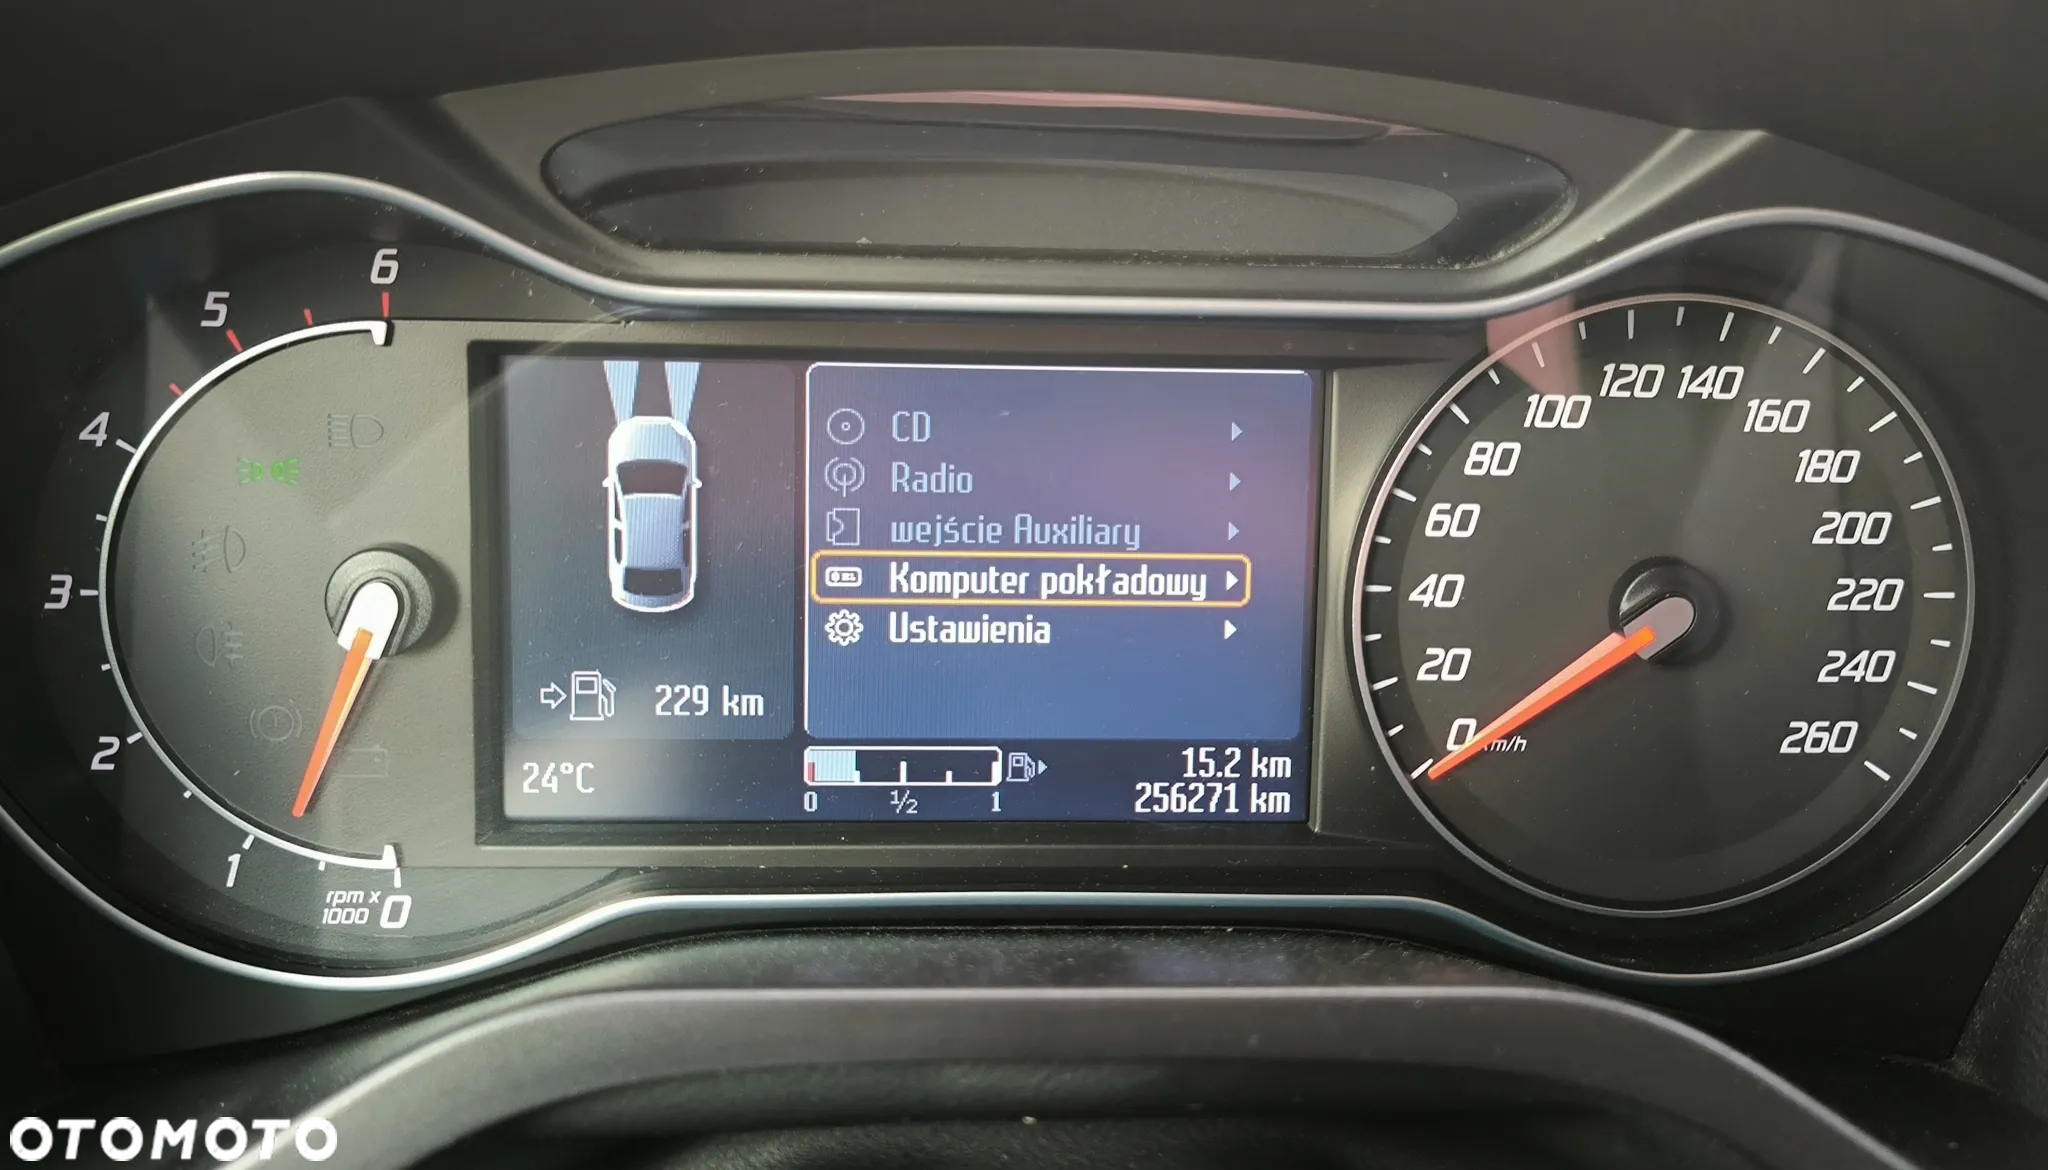 6
5
4
3
2
1
rpm x
1000 0
CD
Radio
wejście Auxiliary
Komputer pokładowy
Ustawienia
229 km
24°C
0 1/2 1
15.2 km
256271 km
0
km/h
20
40
60
80
100
120
140
160
180
200
220
240
260
OTOMOTO